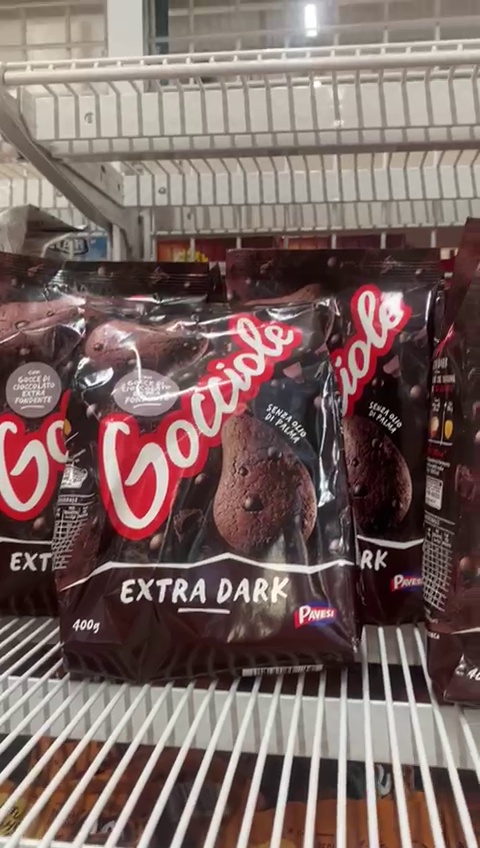 CON
GOCCE DI
CIOCCOLATO
EXTRA
FONDENTE
Go
EXT
Gocciole
SENZA OLIO
DI PALMA
EXTRA DARK
400g
PAVESI
iole
SENZA OLIO
DI PALMA
RK
PAVESI